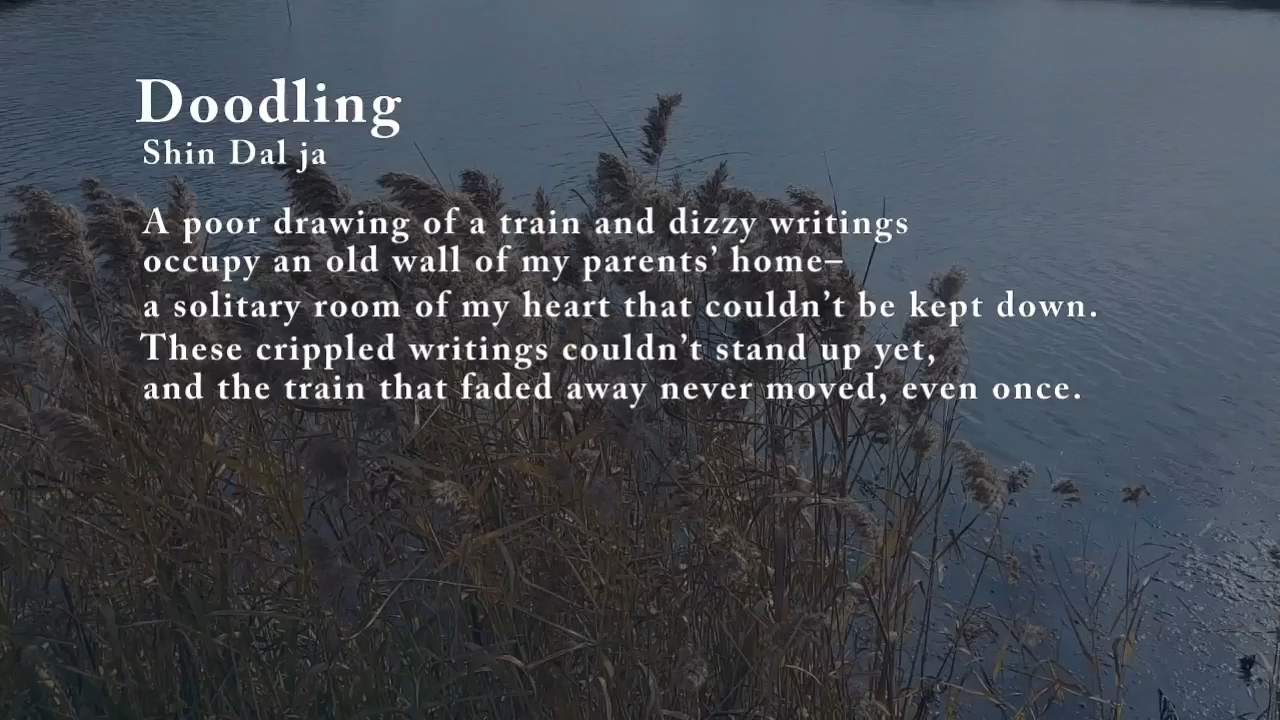 Doodling
Shin Dal ja
A poor drawing of a train and dizzy writings
occupy an old wall of my parents’ home–
a solitary room of my heart that couldn’t be kept down.
These crippled writings couldn’t stand up yet,
and the train that faded away never moved, even once.